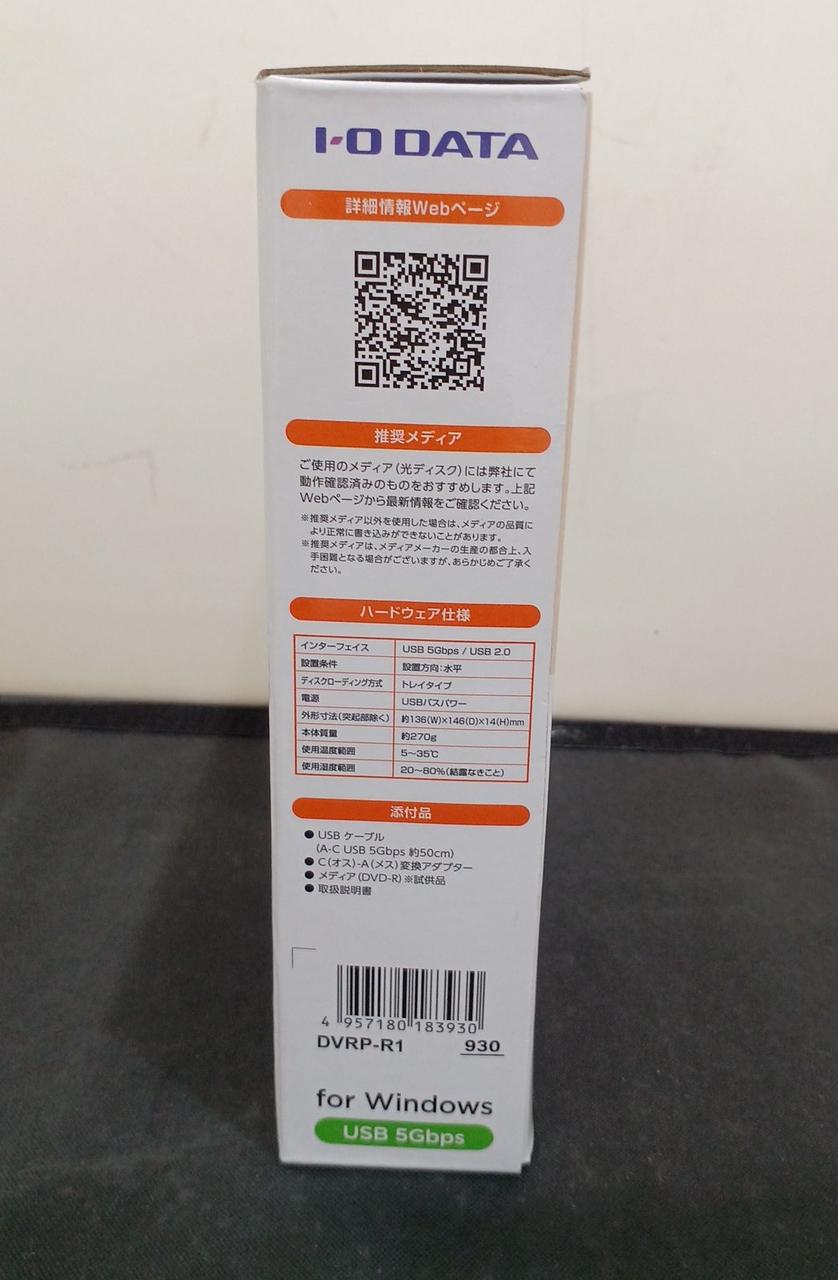 I-O DATA
詳細情報Webページ
推奨メディア
ご使用のメディア(光ディスク)には弊社にて
動作確認済みのものをおすすめします。上記
Webページから最新情報をご確認ください。
※推奨メディア以外を使用した場合は、メディアの品質に
より正常に書き込みができないことがあります。
※推奨メディアは、メディアメーカーの生産の都合上、入
手困難となる場合がございますが、あらかじめご了承く
ださい。
ハードウェア仕様
インターフェイス USB 5Gbps / USB 2.0
設置条件 設置方向:水平
ディスクローディング方式 トレイタイプ
電源 USBバスパワー
外形寸法(突起部除く) 約136(W)×146(D)×14(H)mm
本体質量 約270g
使用温度範囲 5～35℃
使用湿度範囲 20～80%(結露なきこと)
添付品
● USB ケーブル
(A-C USB 5Gbps 約50cm)
● C(オス)-A(メス)変換アダプター
● メディア(DVD-R)※試供品
● 取扱説明書
4 957180 183930
DVRP-R1 930
for Windows
USB 5Gbps